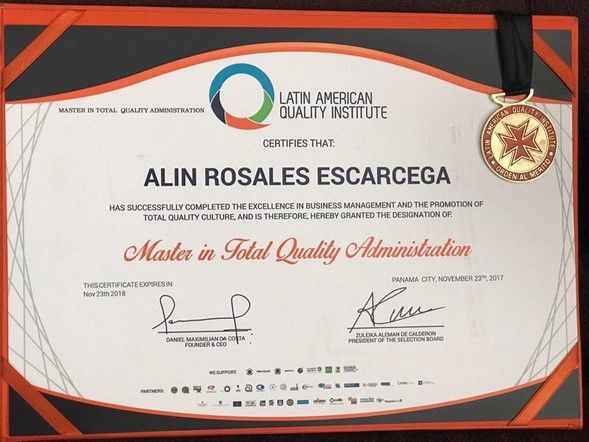 MASTER IN TOTAL QUALITY ADMINISTRATION
LATIN AMERICAN
QUALITY INSTITUTE
LATIN AMERICAN QUALITY INSTITUTE
ORDEN AL MERITO
CERTIFIES THAT:
ALIN ROSALES ESCARCEGA
HAS SUCCESSFULLY COMPLETED THE EXCELLENCE IN BUSINESS MANAGEMENT AND THE PROMOTION OF
TOTAL QUALITY CULTURE, AND IS THEREFORE, HEREBY GRANTED THE DESIGNATION OF:
Master in Total Quality Administration
THIS CERTIFICATE EXPIRES IN
Nov 23th 2018
PANAMA CITY, NOVEMBER 23TH, 2017
DANIEL MAXIMILIAN DA COSTA
FOUNDER & CEO
ZULEIKA ALEMAN DE CALDERON
PRESIDENT OF THE SELECTION BOARD
WE SUPPORT:
PARTNERS: